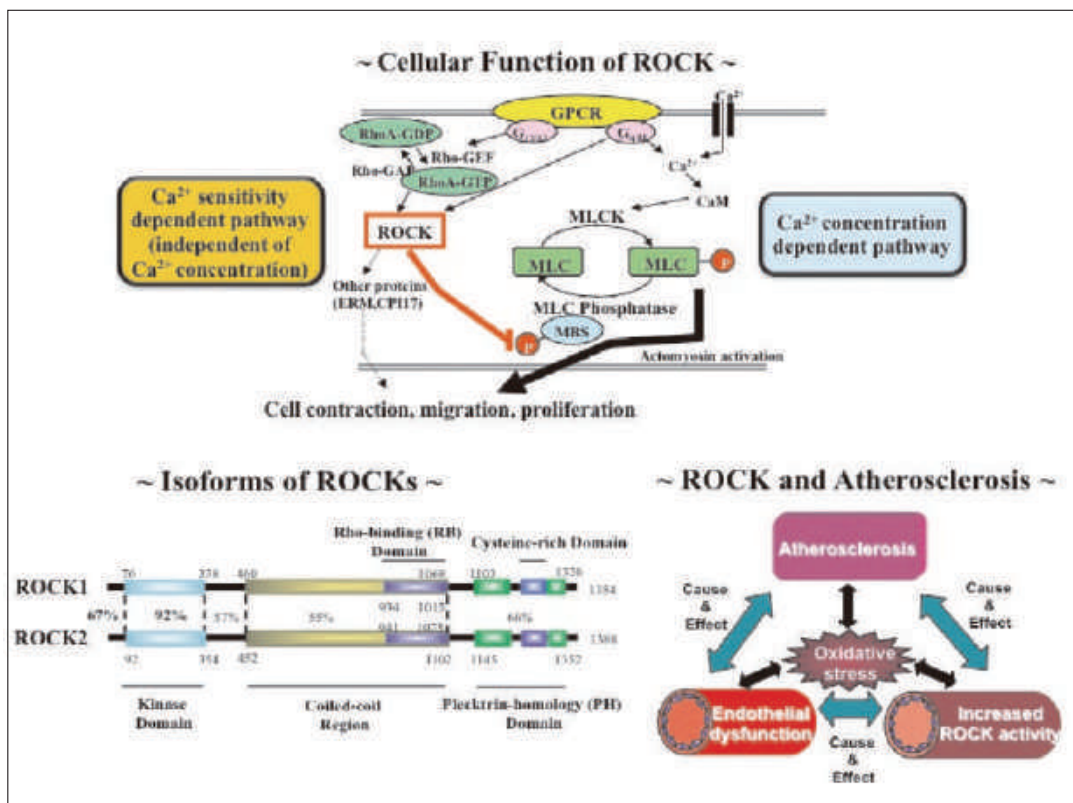 ~ Cellular Function of ROCK ~
Ca²⁺
GPCR
RhoA-GDP
Rho-GEF
Rho-GAP
RhoA-GTP
Ca²⁺
CaM
Ca²⁺ sensitivity
dependent pathway
(independent of
Ca²⁺ concentration)
ROCK
MLCK
Ca²⁺ concentration
dependent pathway
MLC
MLC
P
Other proteins
(ERM,CPI17)
MLC Phosphatase
MBS
P
Actomyosin activation
Cell contraction, migration, proliferation
~ Isoforms of ROCKs ~
Rho-binding (RB)
Domain
Cysteine-rich Domain
76
460
1068
ROCK1
1354
67%
92%
57%
55%
66%
934
1015
941
1075
ROCK2
1388
92
354
452
1102
1145
1352
Kinase
Domain
Coiled-coil
Region
Plecktrin-homology (PH)
Domain
~ ROCK and Atherosclerosis ~
Atherosclerosis
Cause
&
Effect
Cause
&
Effect
Oxidative
stress
Endothelial
dysfunction
Increased
ROCK activity
Cause
&
Effect